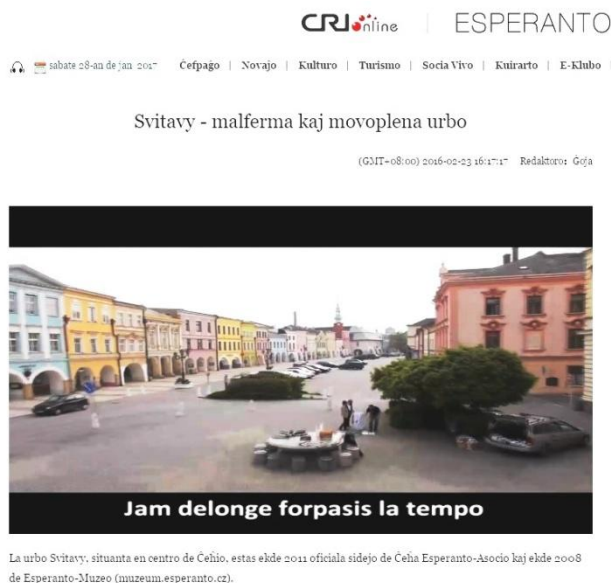 CRI online | ESPERANTO
sabate 28-an de jan 2017 Ĉefpaĝo | Novaĵo | Kulturo | Turismo | Socia Vivo | Kuirarto | E-Klubo
Svitavy - malferma kaj movoplena urbo
(GMT+08:00) 2016-02-23 16:17:17 Redaktoro: Ĝoja
Jam delonge forpasis la tempo
La urbo Svitavy, situanta en centro de Ĉeĥio, estas ekde 2011 oficiala sidejo de Ĉeĥa Esperanto-Asocio kaj ekde 2008
de Esperanto-Muzeo (muzeum.esperanto.cz).